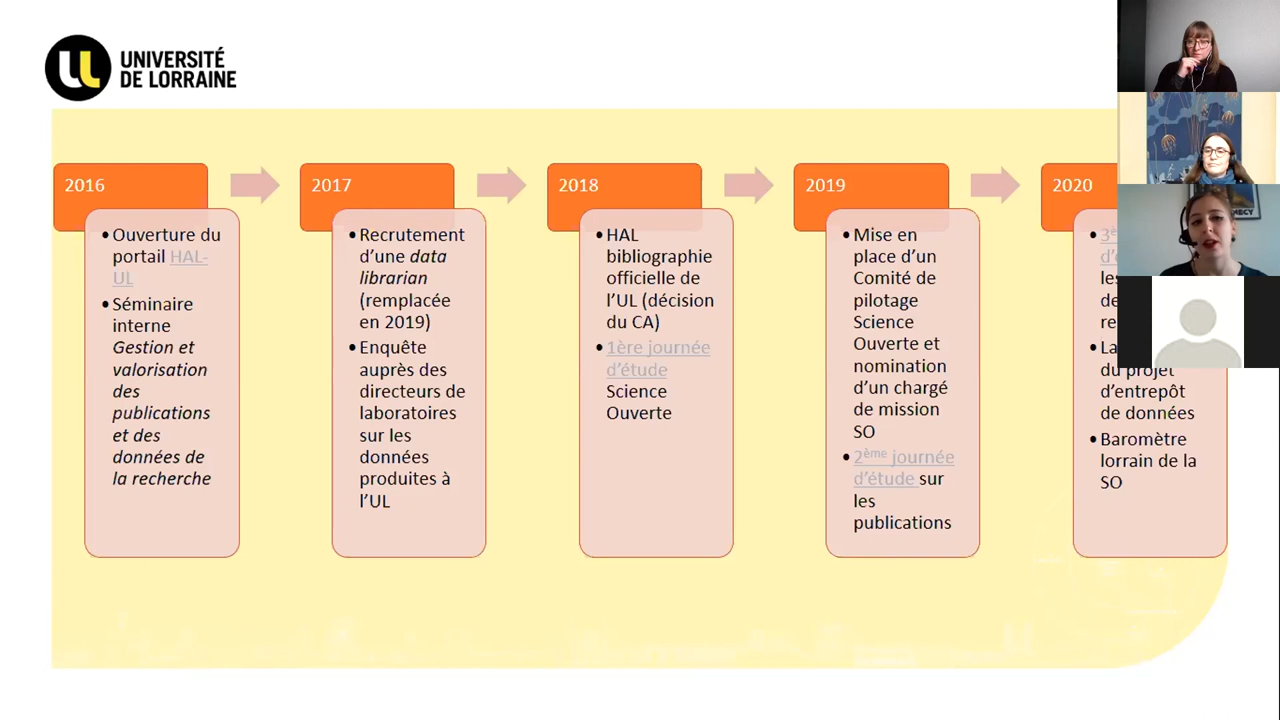 UNIVERSITÉ
DE LORRAINE
2016
• Ouverture du
portail HAL-
UL
• Séminaire
interne
Gestion et
valorisation
des
publications
et des
données de
la recherche
2017
• Recrutement
d’une data
librarian
(remplacée
en 2019)
• Enquête
auprès des
directeurs de
laboratoires
sur les
données
produites à
l’UL
2018
• HAL
bibliographie
officielle de
l’UL (décision
du CA)
• 1ère journée
d’étude
Science
Ouverte
2019
• Mise en
place d’un
Comité de
pilotage
Science
Ouverte et
nomination
d’un chargé
de mission
SO
• 2ème journée
d’étude sur
les
publications
2020
les
du projet
d’entrepôt
de données
• Baromètre
lorrain de la
SO